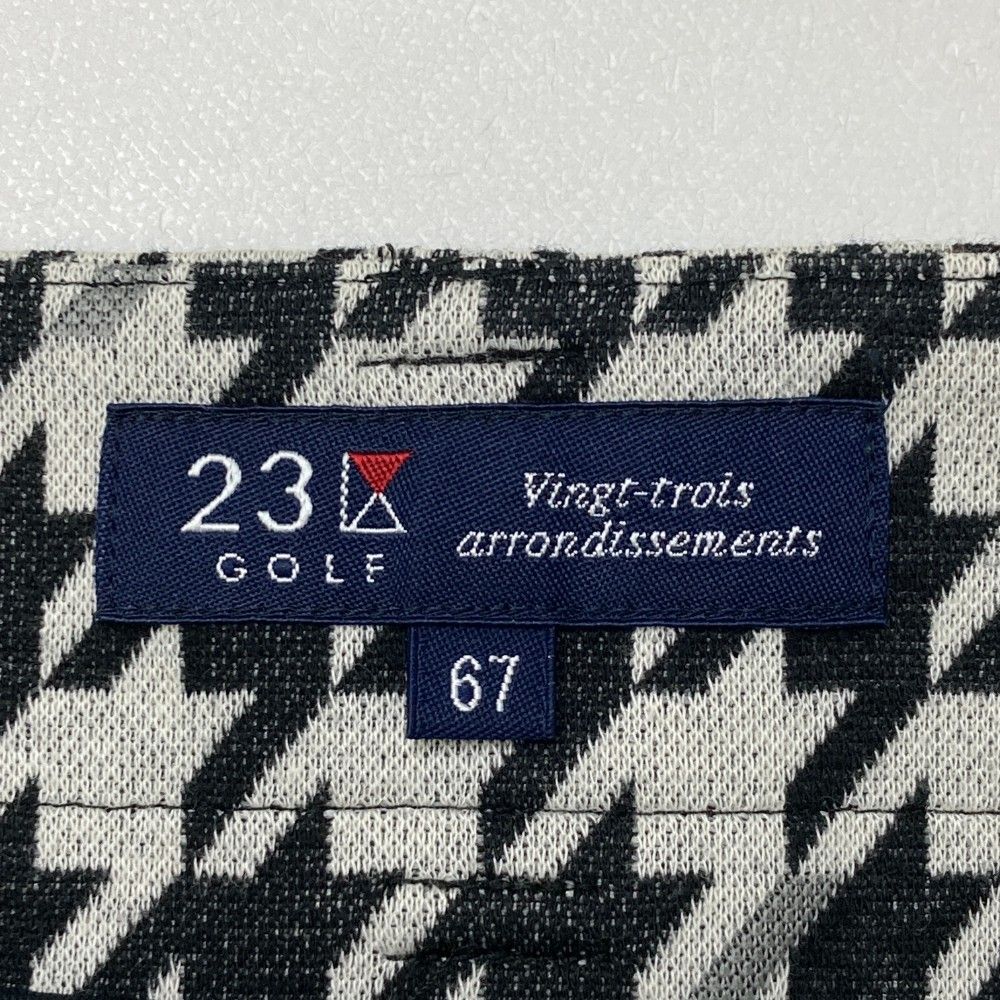 23
GOLF
Vingt-trois
arrondissements
67